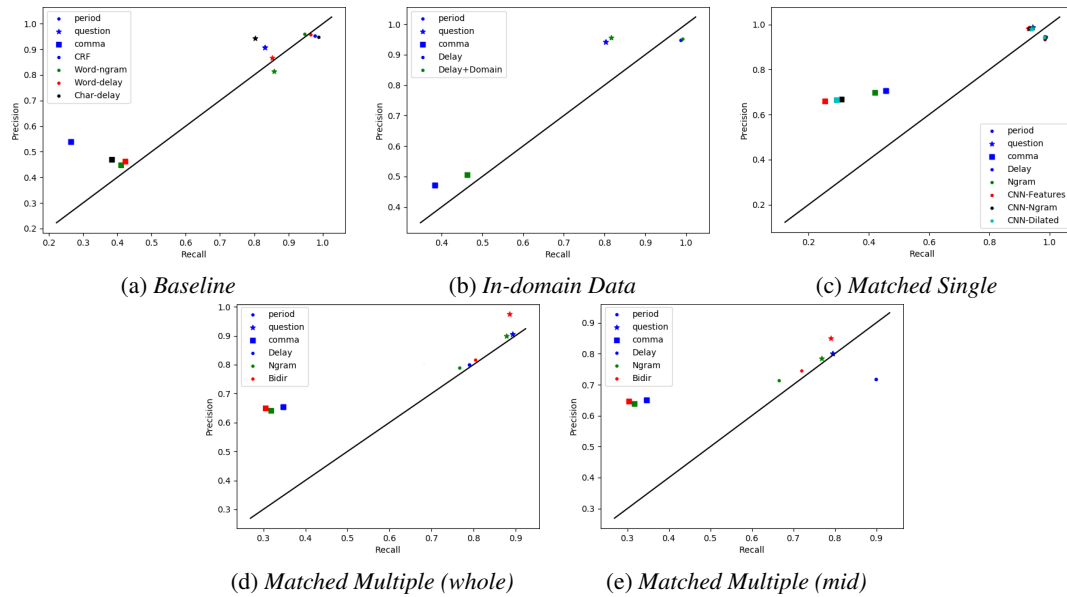 1.0
0.9
0.8
0.7
0.6
0.5
0.4
0.3
0.2
Precision
period
question
comma
CRF
Word-ngram
Word-delay
Char-delay
0.2 0.3 0.4 0.5 0.6 0.7 0.8 0.9 1.0
Recall
(a) Baseline
1.0
0.9
0.8
0.7
0.6
0.5
0.4
Precision
period
question
comma
Delay
Delay+Domain
0.4 0.5 0.6 0.7 0.8 0.9 1.0
Recall
(b) In-domain Data
1.0
0.8
0.6
0.4
0.2
Precision
period
question
comma
Delay
Ngram
CNN-Features
CNN-Ngram
CNN-Dilated
0.2 0.4 0.6 0.8 1.0
Recall
(c) Matched Single
1.0
0.9
0.8
0.7
0.6
0.5
0.4
0.3
Precision
period
question
comma
Delay
Ngram
Bidir
0.3 0.4 0.5 0.6 0.7 0.8 0.9
Recall
(d) Matched Multiple (whole)
0.9
0.8
0.7
0.6
0.5
0.4
0.3
Precision
period
question
comma
Delay
Ngram
Bidir
0.3 0.4 0.5 0.6 0.7 0.8 0.9
Recall
(e) Matched Multiple (mid)